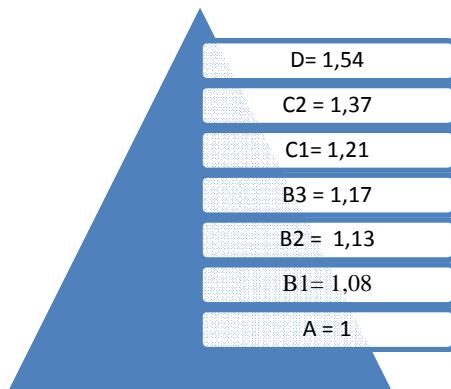 D= 1,54
C2 = 1,37
C1= 1,21
B3 = 1,17
B2 =  1,13
B1= 1,08
A = 1